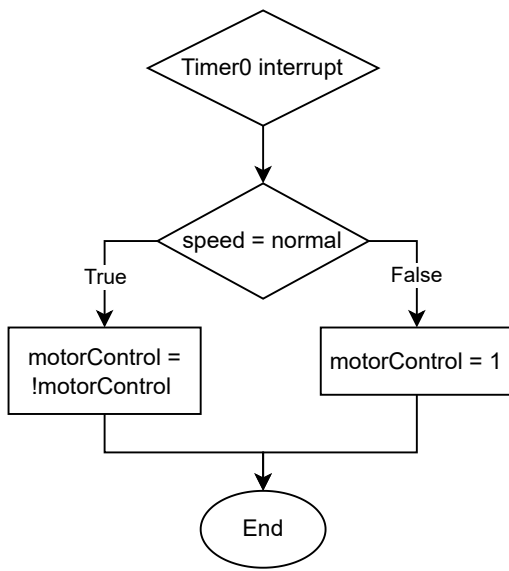 Timer0 interrupt
speed = normal
True
False
motorControl =
!motorControl
motorControl = 1
End